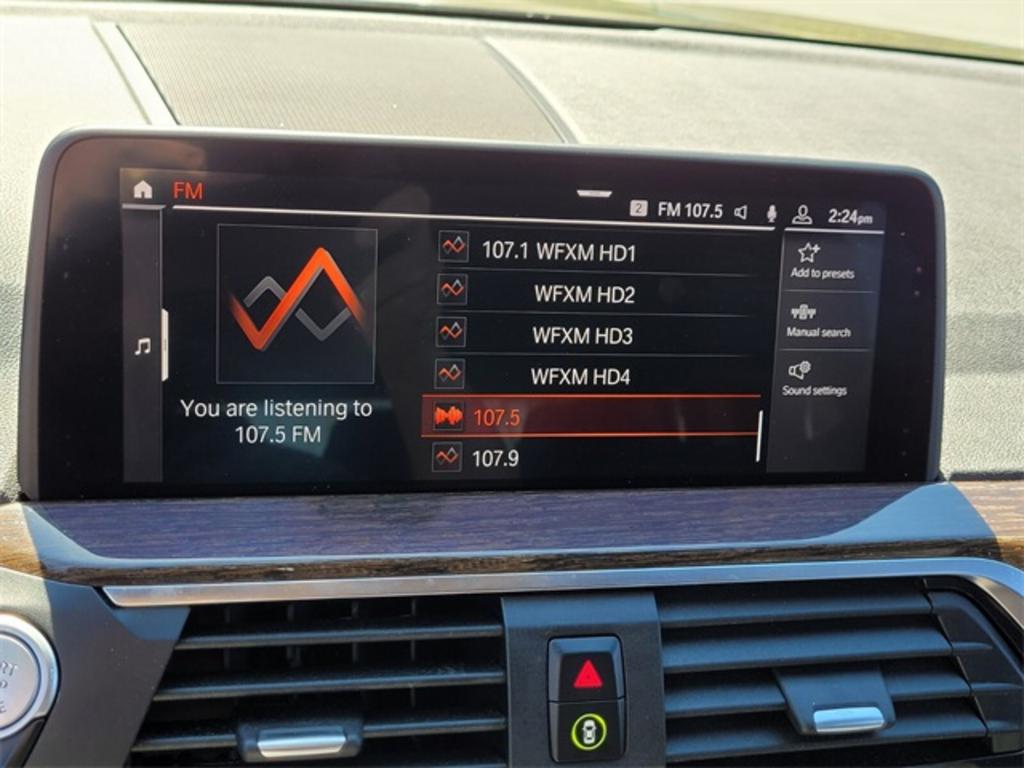 FM
2 FM 107.5 2:24pm
107.1 WFXM HD1
WFXM HD2
WFXM HD3
WFXM HD4
107.5
107.9
You are listening to
107.5 FM
Add to presets
Manual search
Sound settings